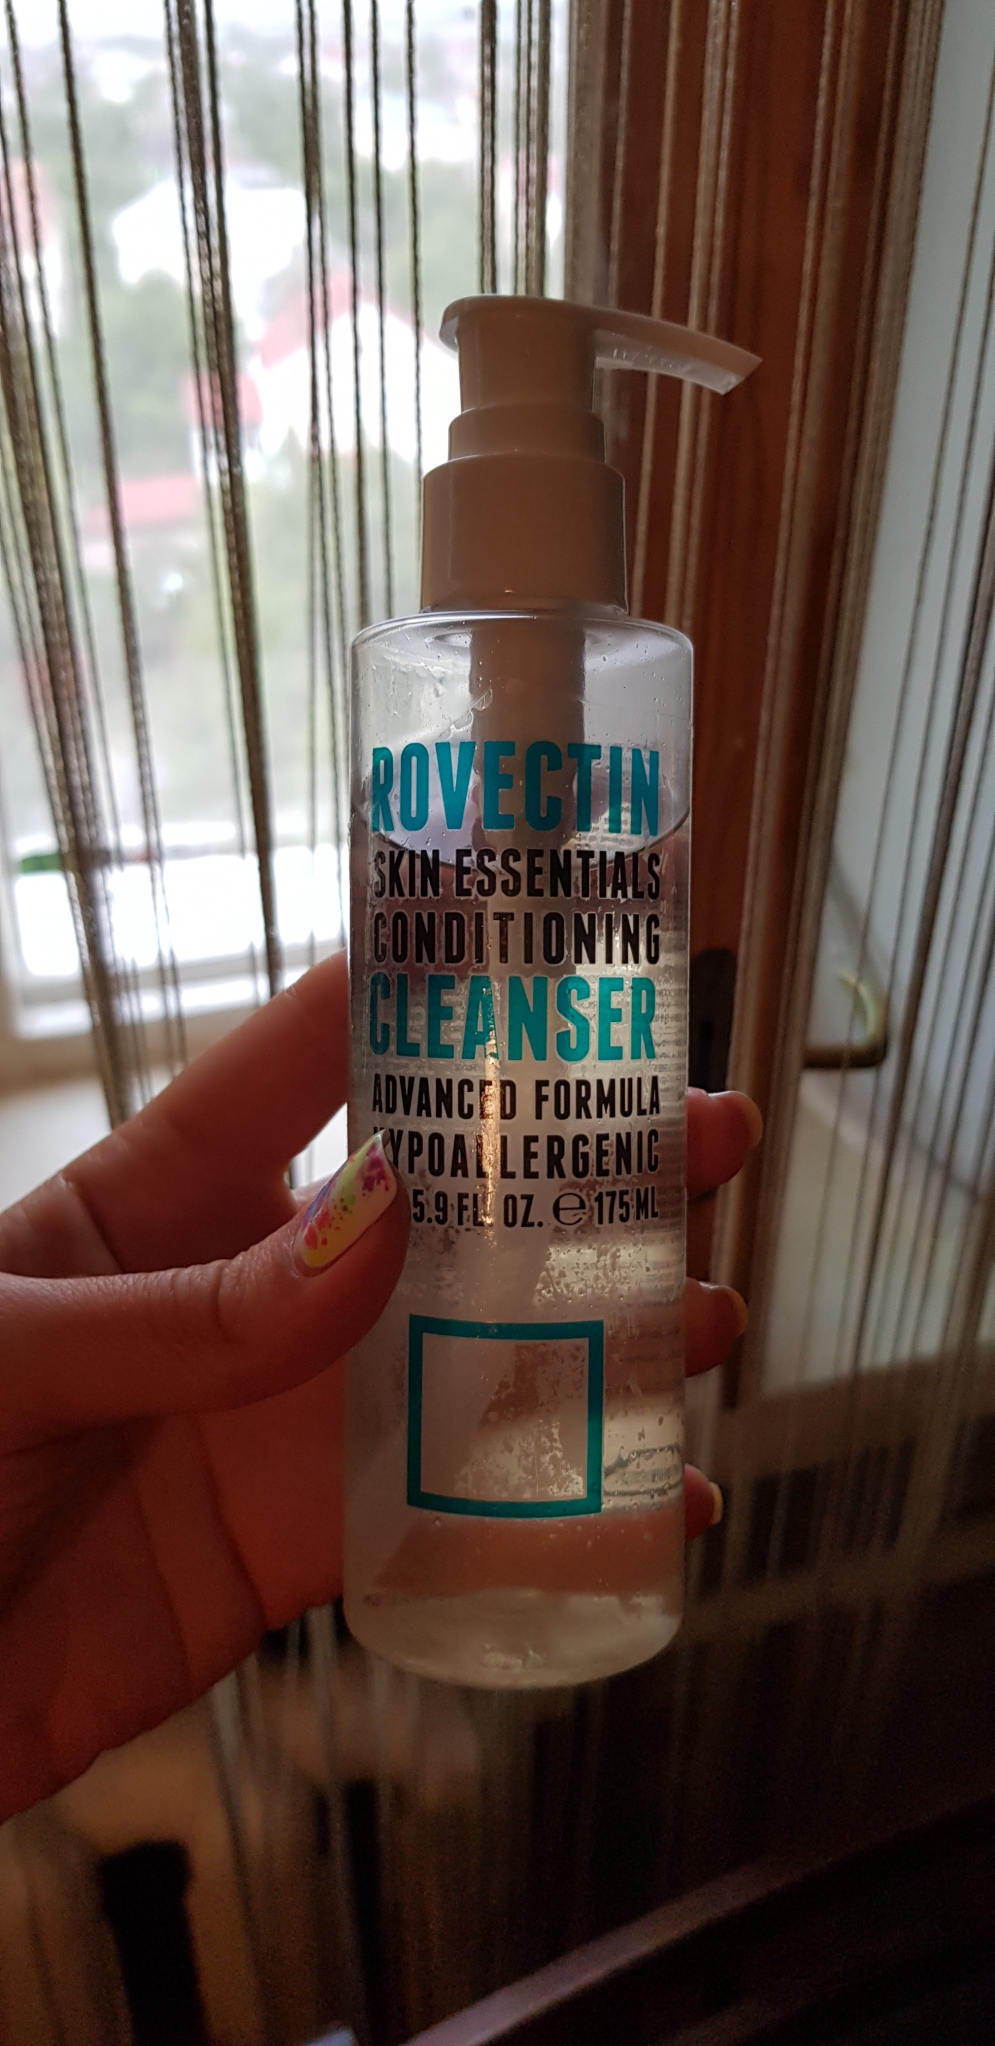 ROVECTIN
SKIN ESSENTIALS
CONDITIONING
CLEANSER
ADVANCED FORMULA
HYPOALLERGENIC
5.9 FL. OZ. ℮ 175 ML